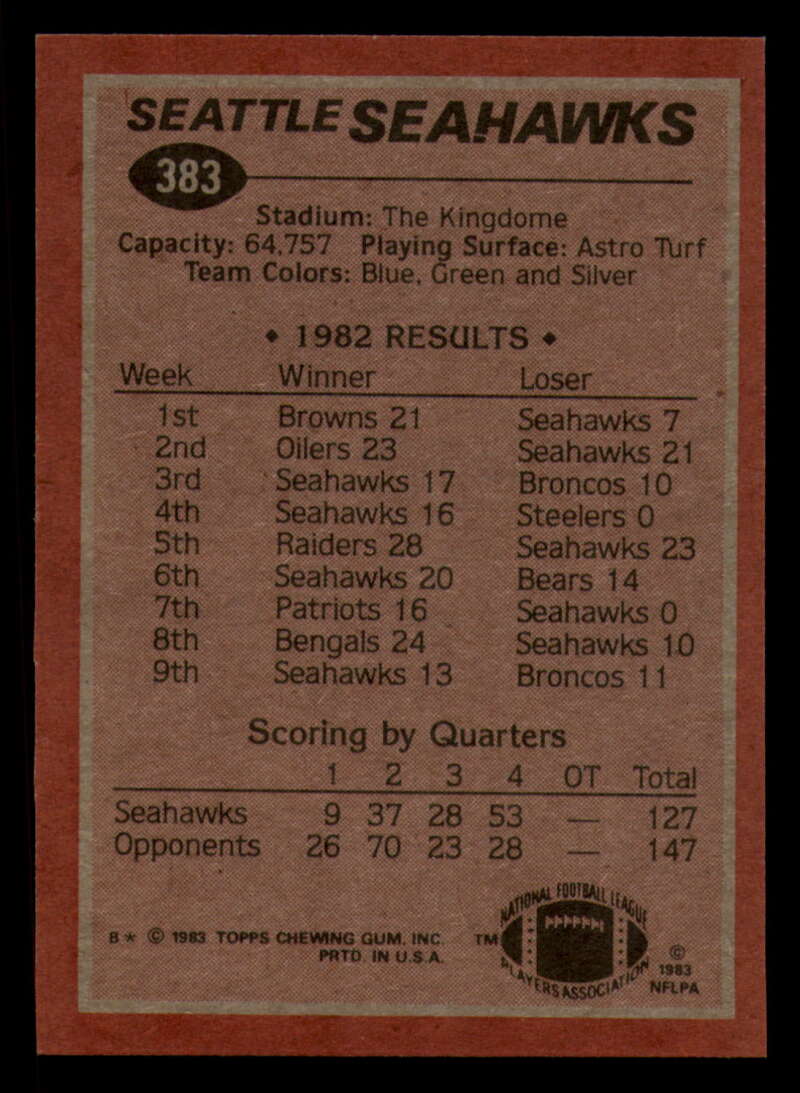 SEATTLE SEAHAWKS
383
Stadium: The Kingdome
Capacity: 64,757 Playing Surface: Astro Turf
Team Colors: Blue, Green and Silver
♦ 1982 RESULTS ♦
Week Winner Loser
1st Browns 21 Seahawks 7
2nd Oilers 23 Seahawks 21
3rd Seahawks 17 Broncos 10
4th Seahawks 16 Steelers 0
5th Raiders 28 Seahawks 23
6th Seahawks 20 Bears 14
7th Patriots 16 Seahawks 0
8th Bengals 24 Seahawks 10
9th Seahawks 13 Broncos 11
Scoring by Quarters
1 2 3 4 OT Total
Seahawks 9 37 28 53 — 127
Opponents 26 70 23 28 — 147
B* © 1983 TOPPS CHEWING GUM, INC.
PRTD. IN U.S.A.
TM
NATIONAL FOOTBALL LEAGUE
PLAYERS ASSOCIATION
©
1983
NFLPA